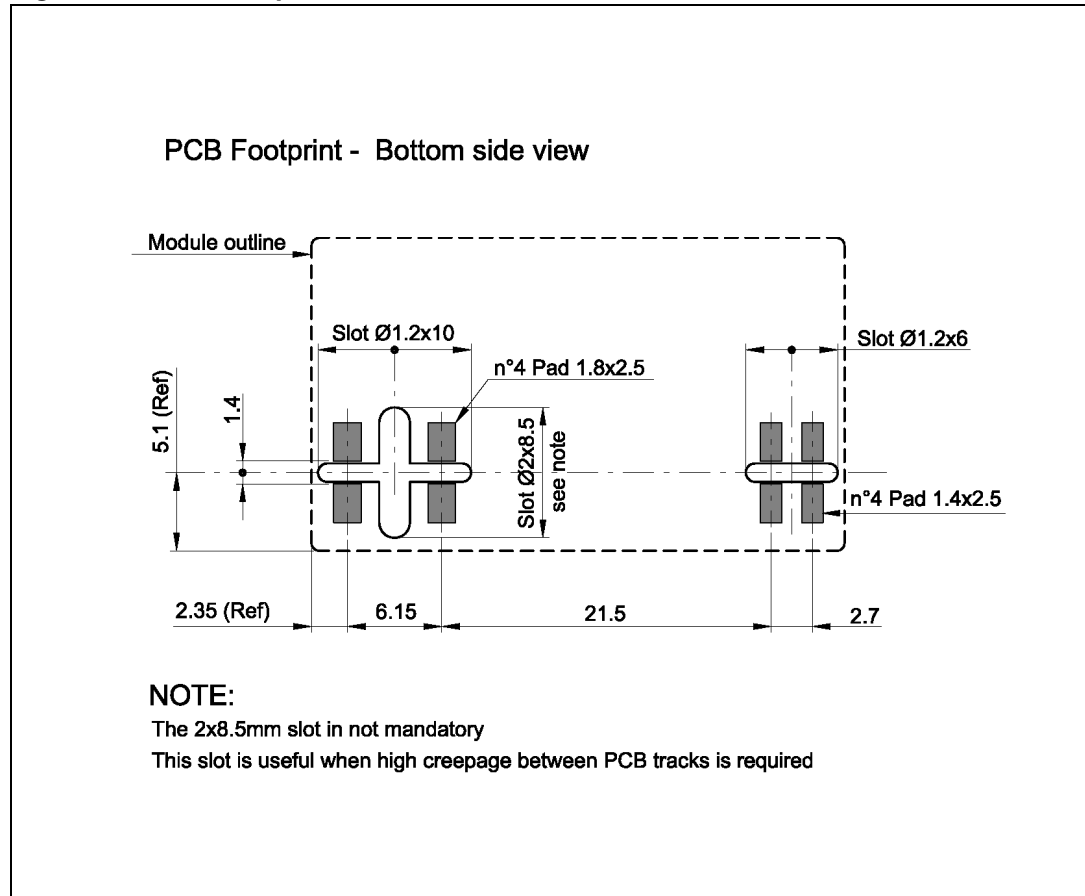 PCB Footprint - Bottom side view
Module outline
Slot Ø1.2x10
Slot Ø1.2x6
n°4 Pad 1.8x2.5
5.1 (Ref)
1.4
Slot Ø2x8.5
see note
n°4 Pad 1.4x2.5
2.35 (Ref)
6.15
21.5
2.7
NOTE:
The 2x8.5mm slot in not mandatory
This slot is useful when high creepage between PCB tracks is required